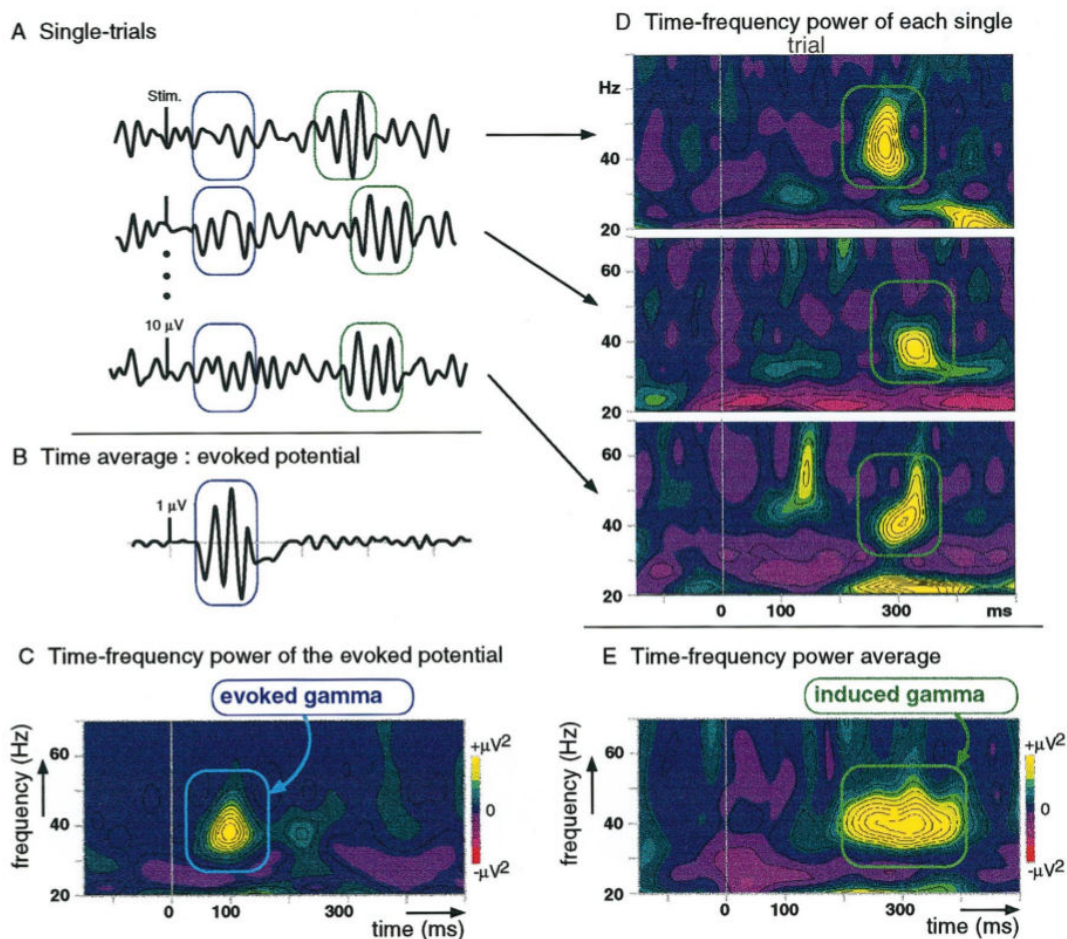 A Single-trials
Stim.
10 µV
B Time average : evoked potential
1 µV
C Time-frequency power of the evoked potential
evoked gamma
frequency (Hz)
60
40
20
0
100
300
time (ms)
+µV²
0
-µV²
D Time-frequency power of each single
trial
Hz
40
20
60
40
20
60
40
20
0
100
300
ms
E Time-frequency power average
induced gamma
frequency (Hz)
60
40
20
0
100
300
time (ms)
+µV²
0
-µV²